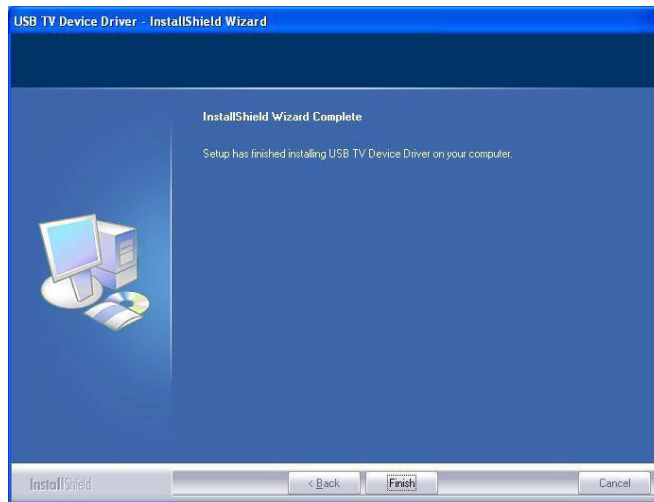 USB TV Device Driver - InstallShield Wizard
InstallShield Wizard Complete
Setup has finished installing USB TV Device Driver on your computer.
InstallShield
< Back
Finish
Cancel